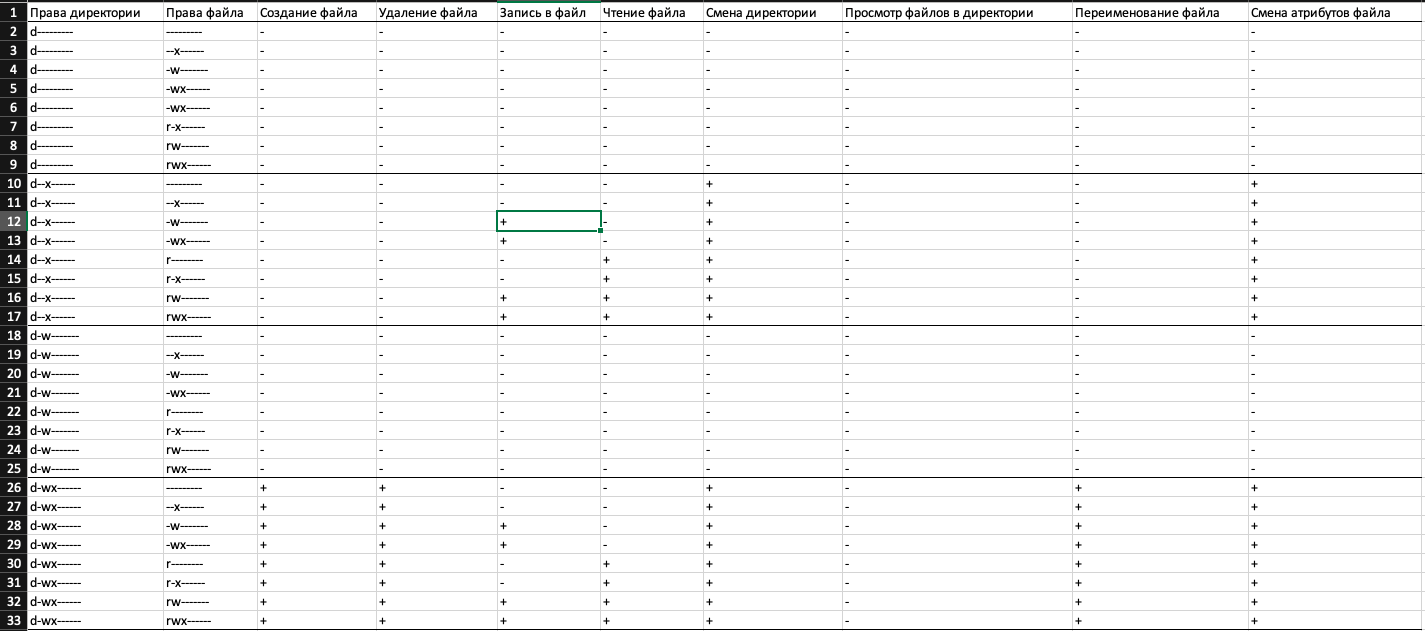 1 Права директории Права файла Создание файла Удаление файла Запись в файл Чтение файла Смена директории Просмотр файлов в директории Переименование файла Смена атрибутов файла
2 d--------- --------- - - - - - - - -
3 d--------- --x------ - - - - - - - -
4 d--------- -w------- - - - - - - - -
5 d--------- -wx------ - - - - - - - -
6 d--------- -wx------ - - - - - - - -
7 d--------- r-x------ - - - - - - - -
8 d--------- rw------- - - - - - - - -
9 d--------- rwx------ - - - - - - - -
10 d--x------ --------- - - - - + - - +
11 d--x------ --x------ - - - - + - - +
12 d--x------ -w------- - - + - + - - +
13 d--x------ -wx------ - - + - + - - +
14 d--x------ r-------- - - - + + - - +
15 d--x------ r-x------ - - - + + - - +
16 d--x------ rw------- - - + + + - - +
17 d--x------ rwx------ - - + + + - - +
18 d-w------- --------- - - - - - - - -
19 d-w------- --x------ - - - - - - - -
20 d-w------- -w------- - - - - - - - -
21 d-w------- -wx------ - - - - - - - -
22 d-w------- r-------- - - - - - - - -
23 d-w------- r-x------ - - - - - - - -
24 d-w------- rw------- - - - - - - - -
25 d-w------- rwx------ - - - - - - - -
26 d-wx------ --------- + + - - + - + +
27 d-wx------ --x------ + + - - + - + +
28 d-wx------ -w------- + + + - + - + +
29 d-wx------ -wx------ + + + - + - + +
30 d-wx------ r-------- + + - + + - + +
31 d-wx------ r-x------ + + - + + - + +
32 d-wx------ rw------- + + + + + - + +
33 d-wx------ rwx------ + + + + + - + +